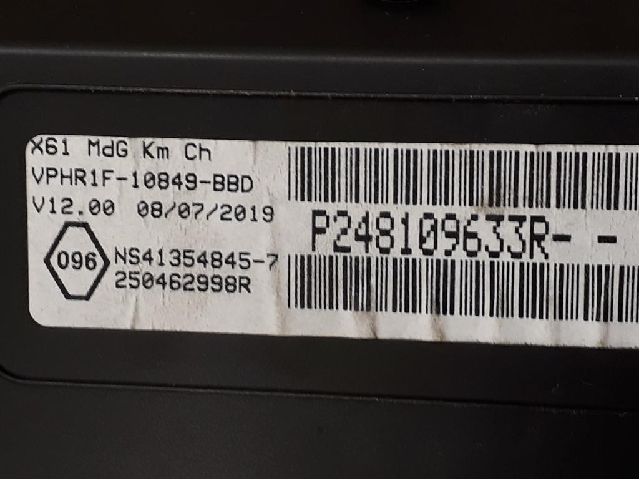 X61 MdG Km Ch
VPHR1F-10849-BBD
V12.00 08/07/2019
096
NS41354845-7
250462998R
P248109633R- -